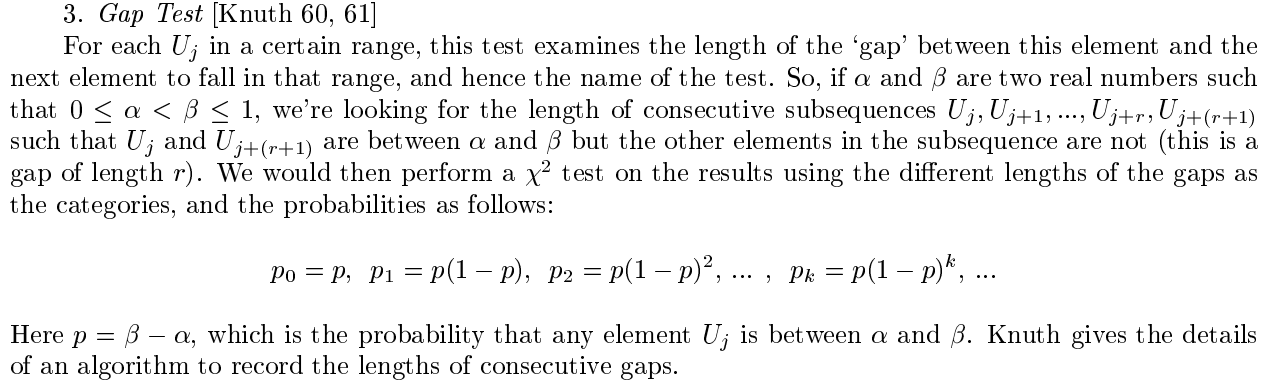 3. Gap Test [Knuth 60, 61]
For each U_j in a certain range, this test examines the length of the ‘gap’ between this element and the
next element to fall in that range, and hence the name of the test. So, if α and β are two real numbers such
that 0 ≤ α < β ≤ 1, we’re looking for the length of consecutive subsequences U_j, U_{j+1}, ..., U_{j+r}, U_{j+(r+1)}
such that U_j and U_{j+(r+1)} are between α and β but the other elements in the subsequence are not (this is a
gap of length r). We would then perform a χ² test on the results using the different lengths of the gaps as
the categories, and the probabilities as follows:
p₀ = p, p₁ = p(1 − p), p₂ = p(1 − p)², ... , p_k = p(1 − p)^k, ...
Here p = β − α, which is the probability that any element U_j is between α and β. Knuth gives the details
of an algorithm to record the lengths of consecutive gaps.